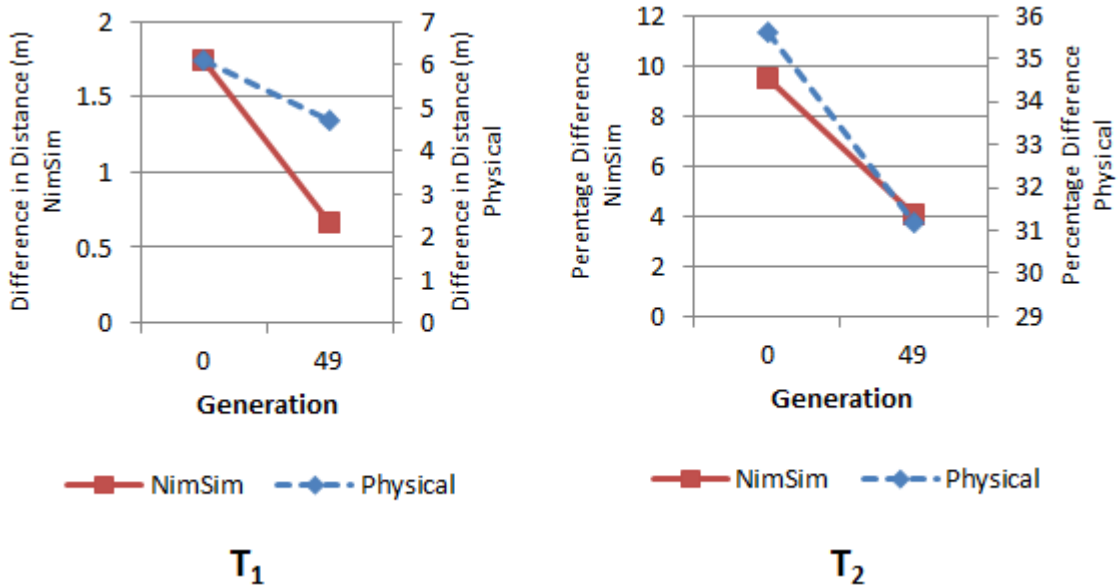 Difference in Distance (m)
NimSim
2
1.5
1
0.5
0
7
6
5
4
3
2
1
0
Difference in Distance (m)
Physical
0 49
Generation
NimSim Physical
T₁
Perentage Difference
NimSim
12
10
8
6
4
2
0
36
35
34
33
32
31
30
29
Percentage Difference
Physical
0 49
Generation
NimSim Physical
T₂